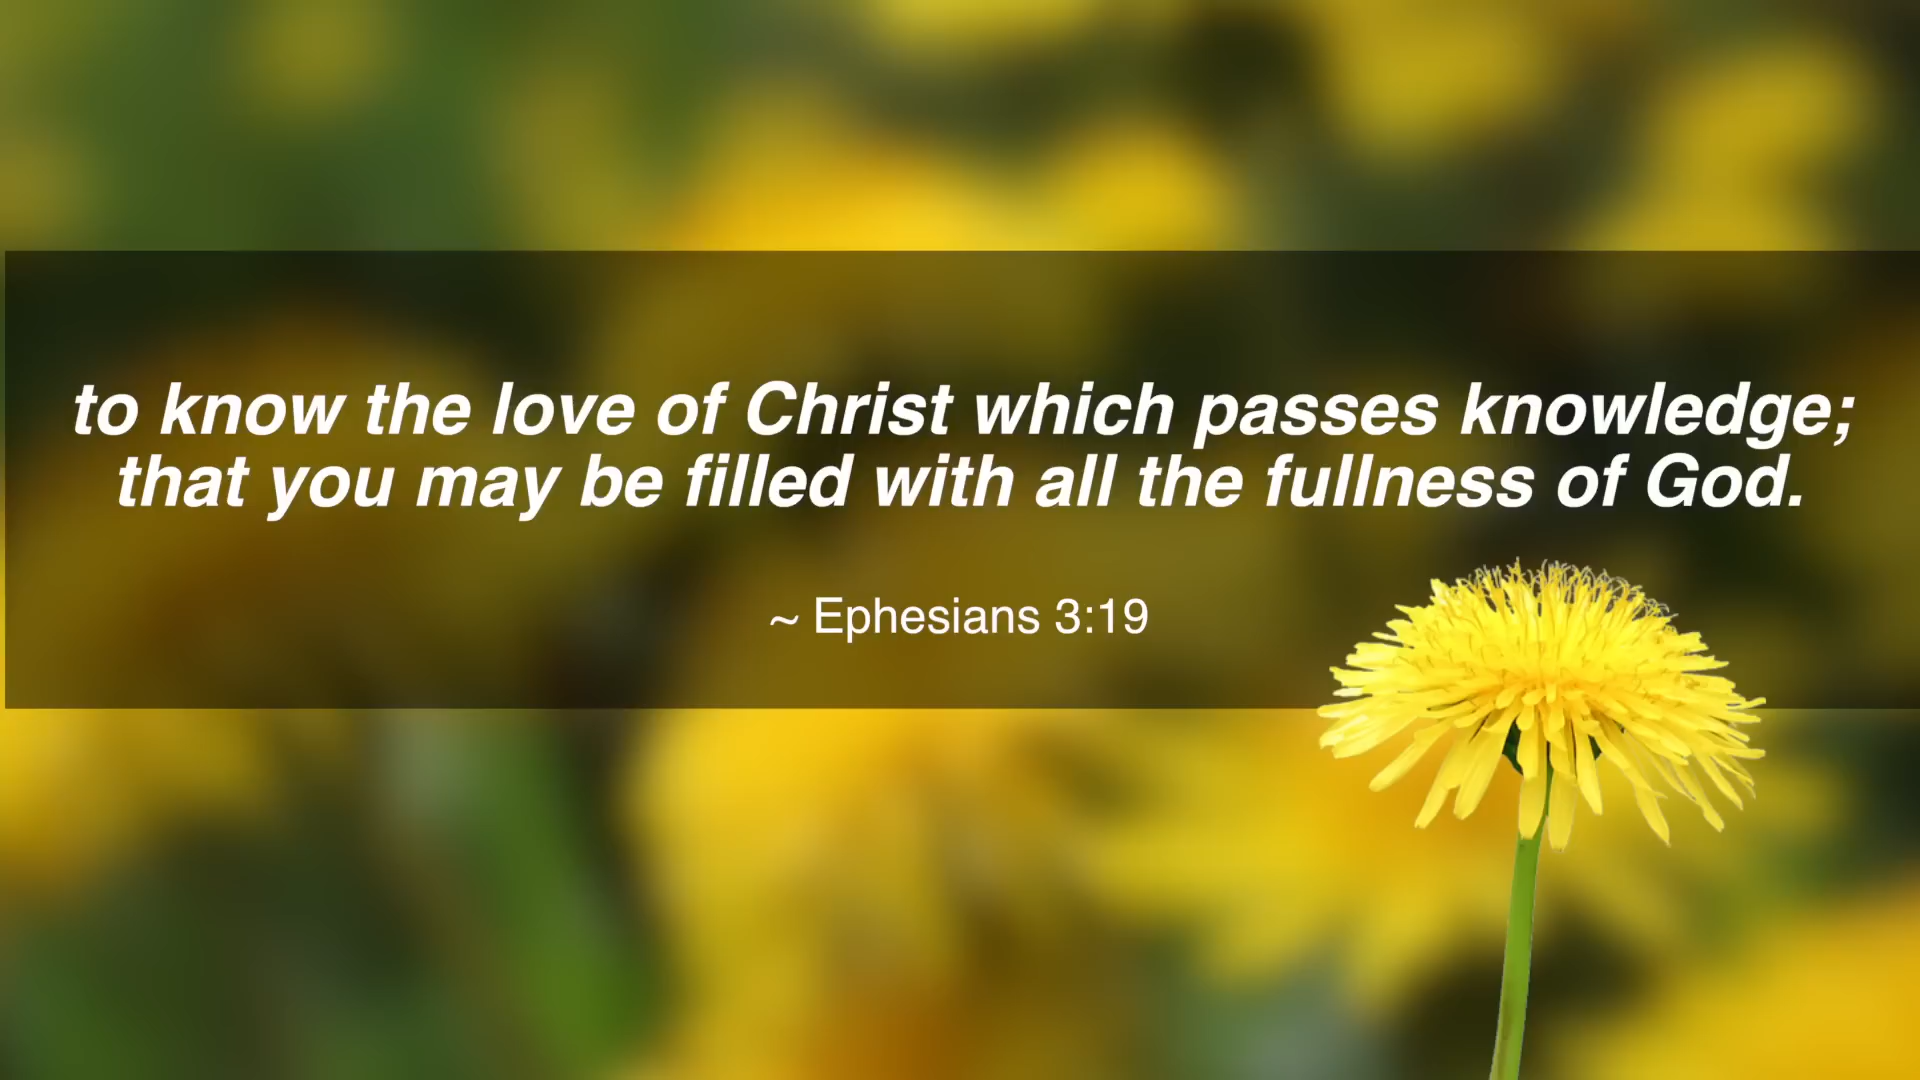 to know the love of Christ which passes knowledge;
that you may be filled with all the fullness of God.
~ Ephesians 3:19